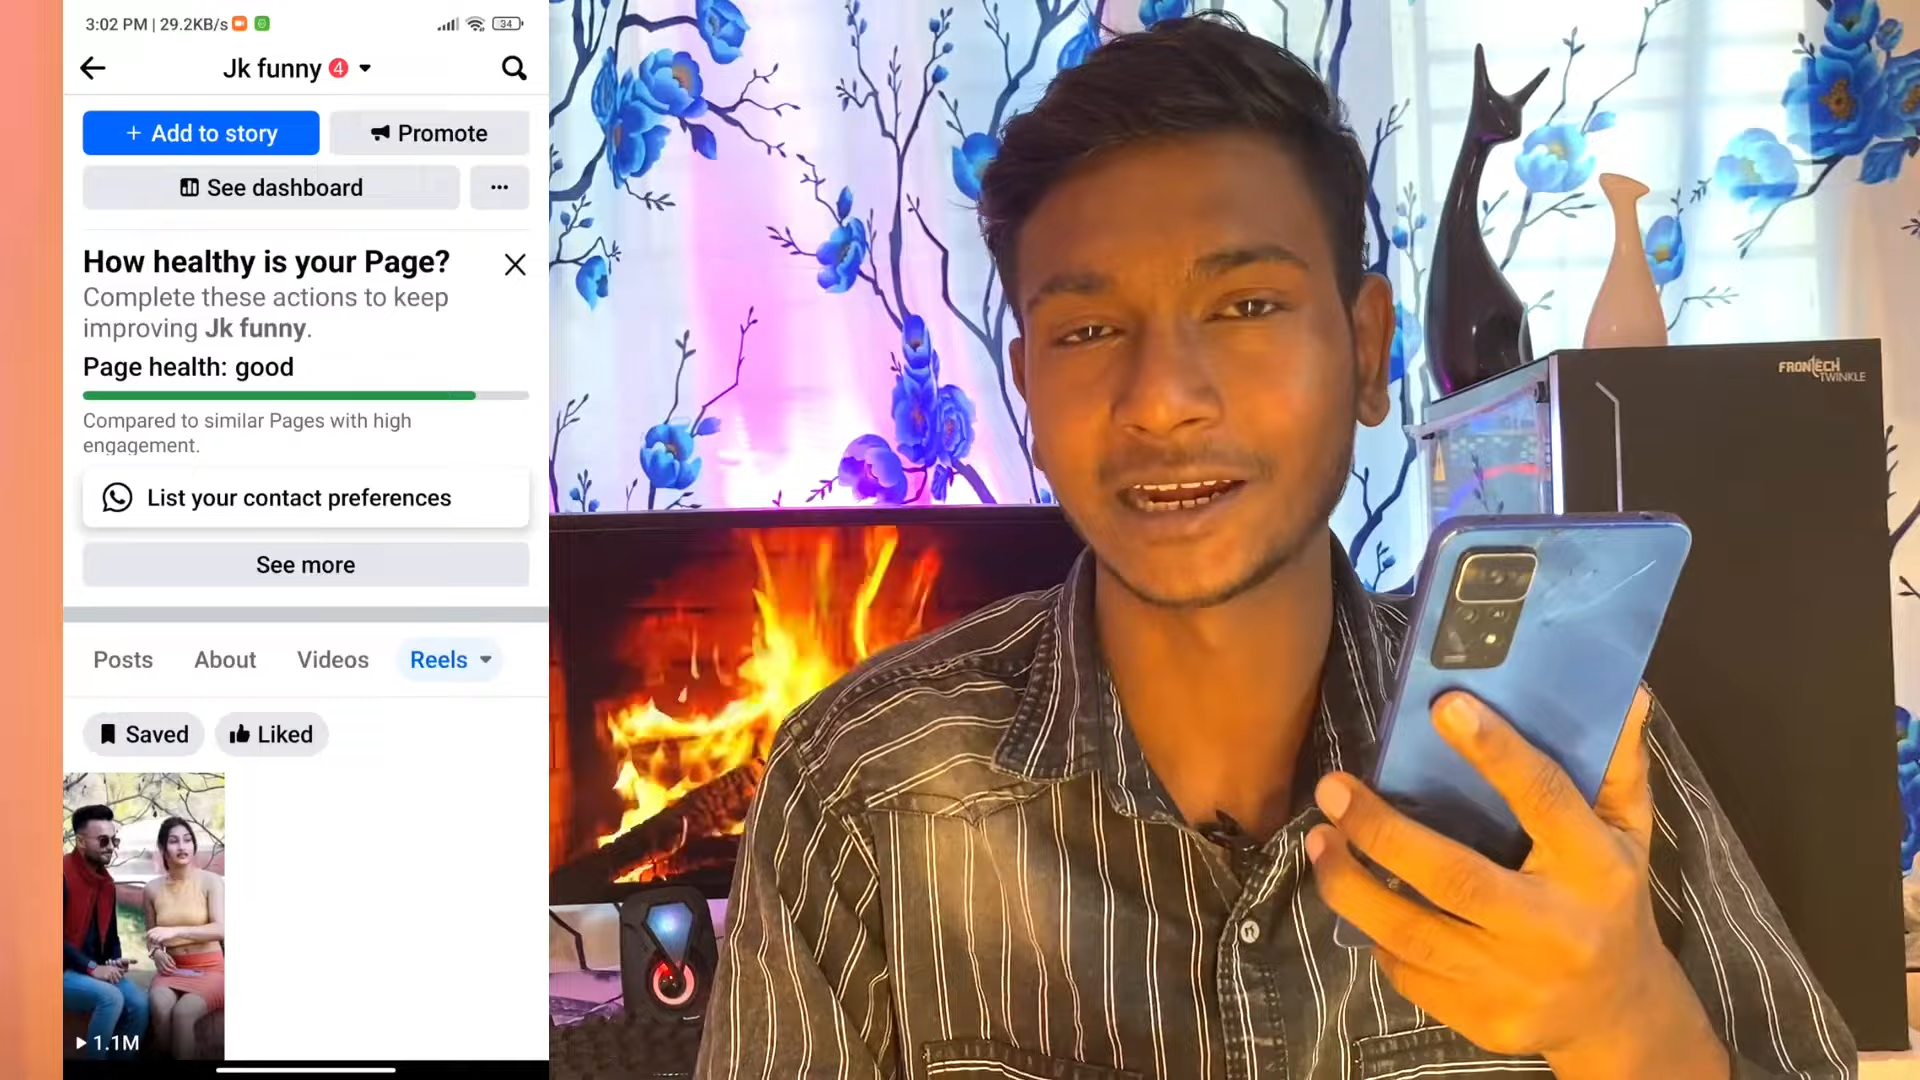 3:02 PM | 29.2KB/s
34
Jk funny 4
+ Add to story
Promote
See dashboard
How healthy is your Page?
Complete these actions to keep
improving Jk funny.
Page health: good
Compared to similar Pages with high
engagement.
List your contact preferences
See more
Posts About Videos Reels
Saved Liked
1.1M
FRONTECH
TWINKLE
AI